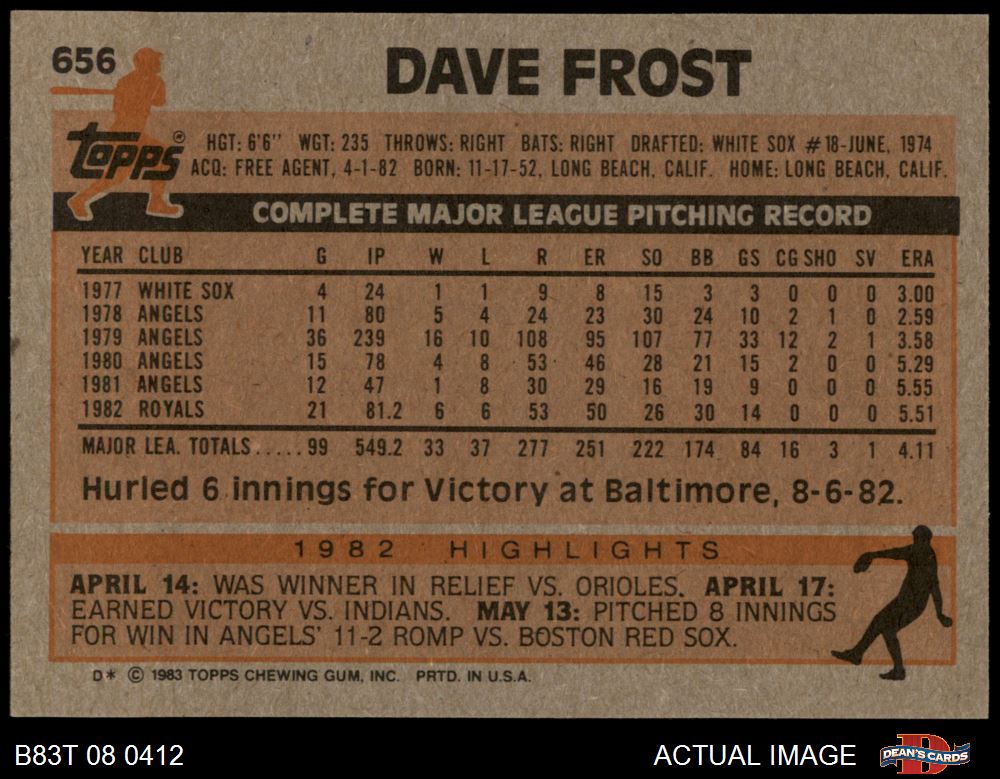 656
DAVE FROST
topps®
HGT: 6'6" WGT: 235 THROWS: RIGHT BATS: RIGHT DRAFTED: WHITE SOX #18-JUNE, 1974
ACQ: FREE AGENT, 4-1-82 BORN: 11-17-52, LONG BEACH, CALIF. HOME: LONG BEACH, CALIF.
COMPLETE MAJOR LEAGUE PITCHING RECORD
YEAR CLUB G IP W L R ER SO BB GS CG SHO SV ERA
1977 WHITE SOX 4 24 1 1 9 8 15 3 3 0 0 0 3.00
1978 ANGELS 11 80 5 4 24 23 30 24 10 2 1 0 2.59
1979 ANGELS 36 239 16 10 108 95 107 77 33 12 2 1 3.58
1980 ANGELS 15 78 4 8 53 46 28 21 15 2 0 0 5.29
1981 ANGELS 12 47 1 8 30 29 16 19 9 0 0 0 5.55
1982 ROYALS 21 81.2 6 6 53 50 26 30 14 0 0 0 5.51
MAJOR LEA. TOTALS.....99 549.2 33 37 277 251 222 174 84 16 3 1 4.11
Hurled 6 innings for Victory at Baltimore, 8-6-82.
1982 HIGHLIGHTS
APRIL 14: WAS WINNER IN RELIEF VS. ORIOLES. APRIL 17:
EARNED VICTORY VS. INDIANS. MAY 13: PITCHED 8 INNINGS
FOR WIN IN ANGELS' 11-2 ROMP VS. BOSTON RED SOX.
D* © 1983 TOPPS CHEWING GUM, INC. PRTD. IN U.S.A.
B83T 08 0412 ACTUAL IMAGE D DEAN'S CARDS